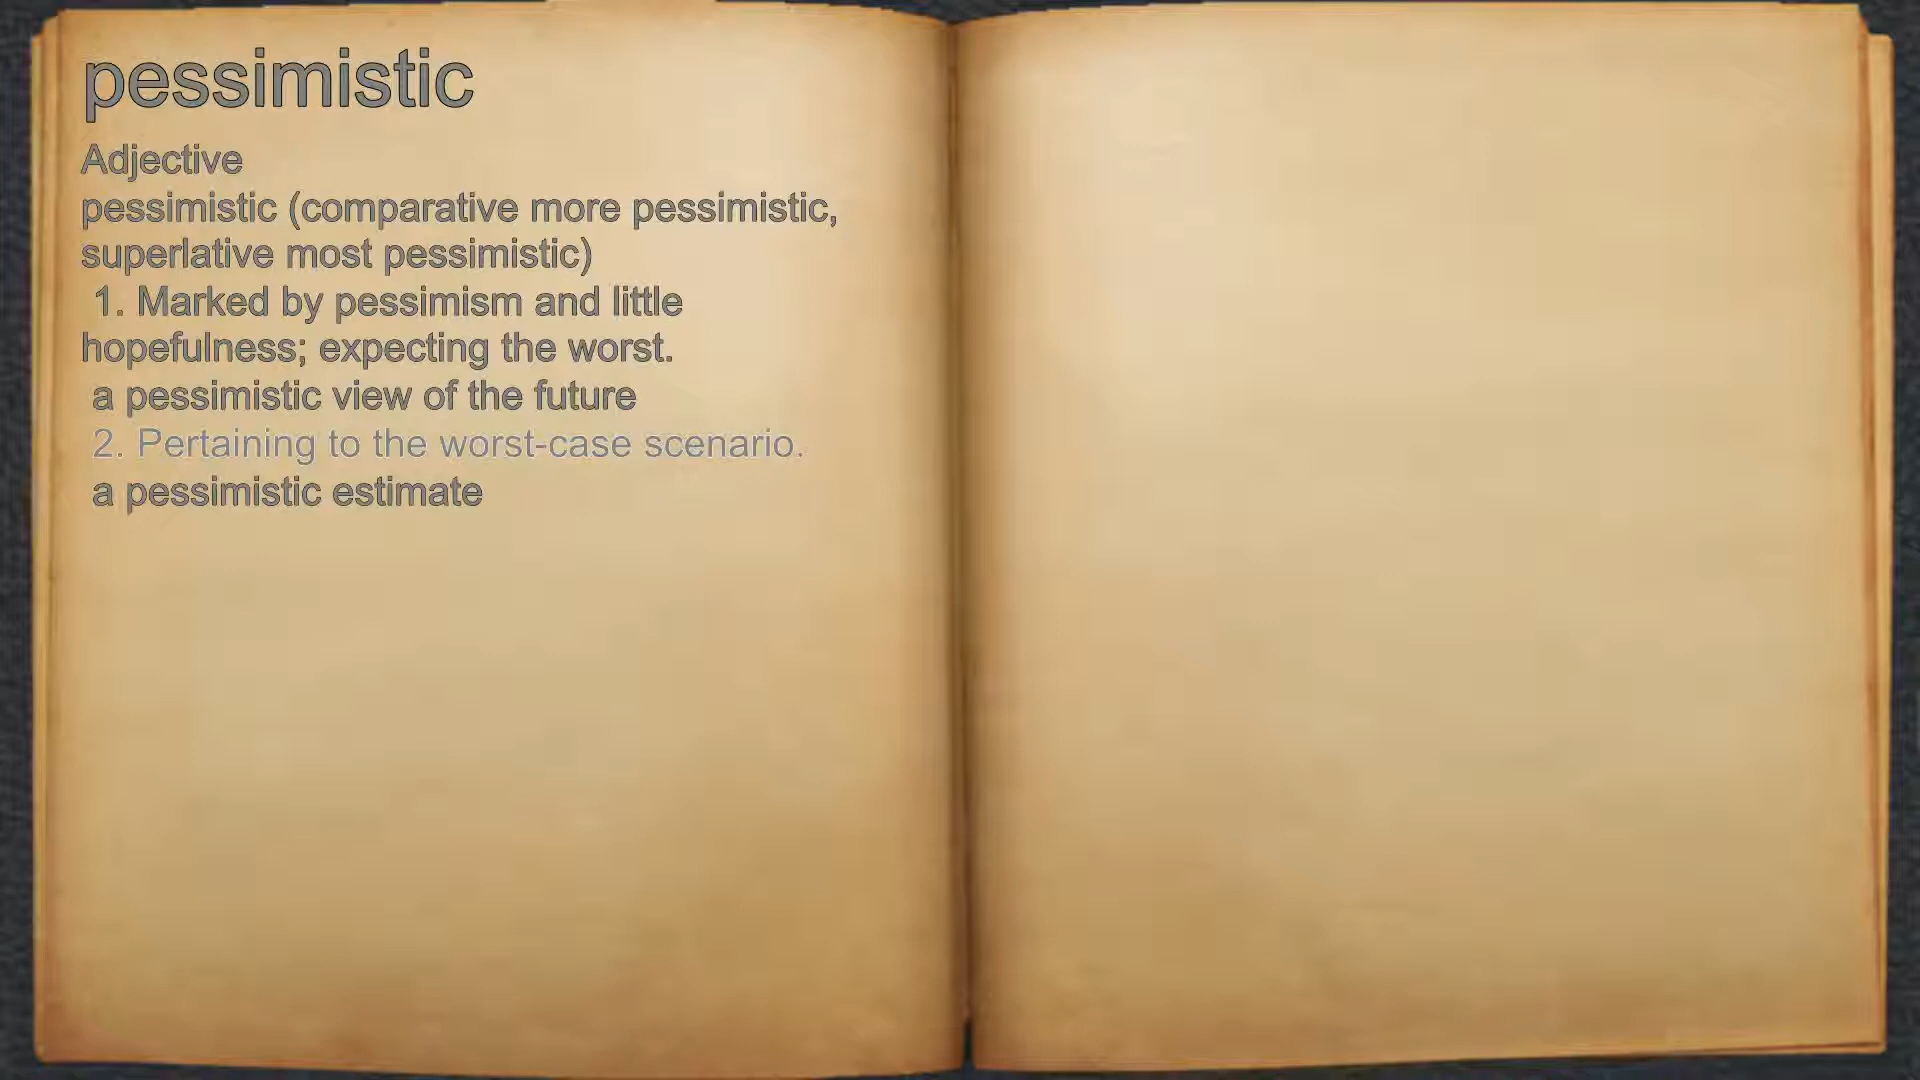 pessimistic
Adjective
pessimistic (comparative more pessimistic,
superlative most pessimistic)
1. Marked by pessimism and little
hopefulness; expecting the worst.
a pessimistic view of the future
2. Pertaining to the worst-case scenario.
a pessimistic estimate